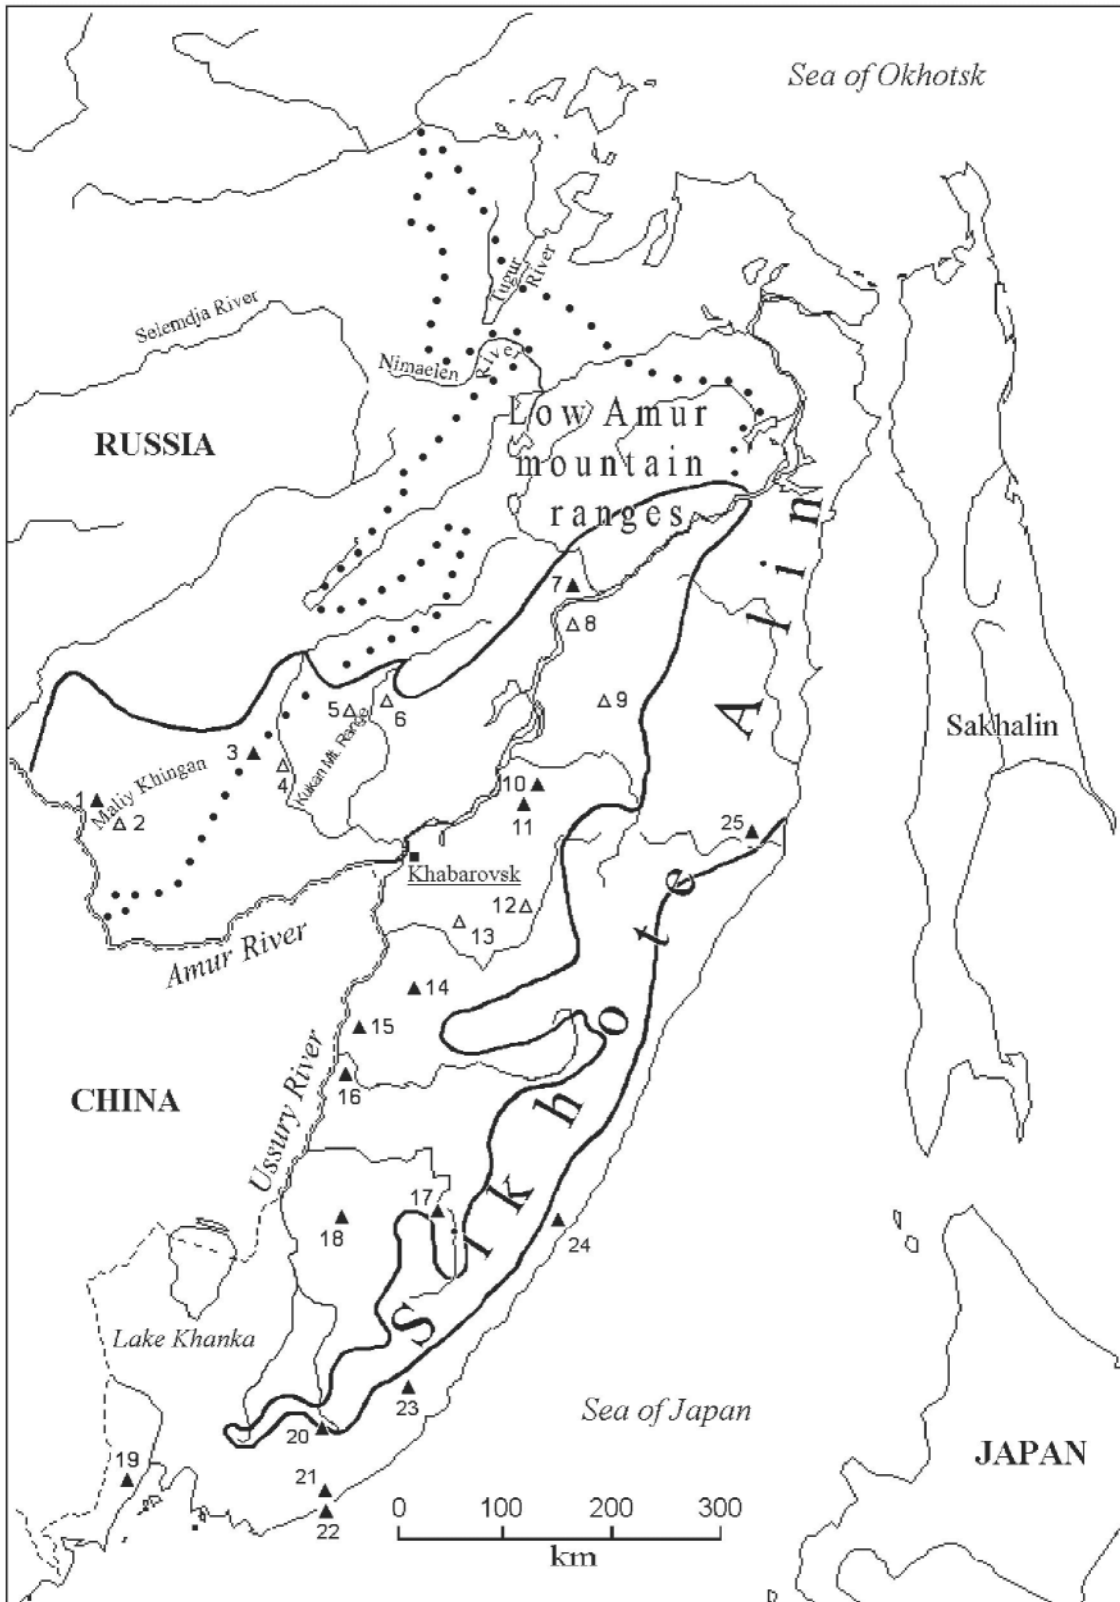 Sea of Okhotsk
Tugur
River
Selemdja River
Nimaelen
River
RUSSIA
Low Amur
mountain
ranges
7
8
9
5
6
Kukan Mt. Range
3
4
Maliy Khingan
1
2
Sakhalin
10
11
25
Khabarovsk
12
13
Amur River
14
15
16
CHINA
Ussury River
Sikhote Alin
17
18
24
Lake Khanka
23
Sea of Japan
20
19
21
22
JAPAN
0 100 200 300
km